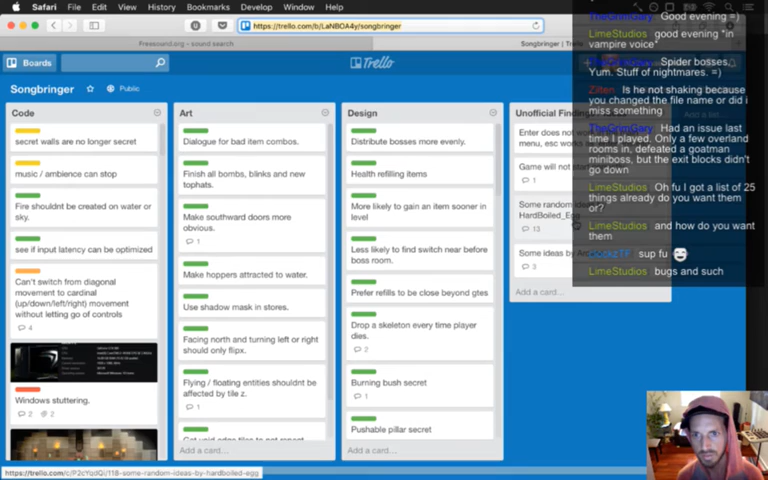 Safari File Edit View History Bookmarks Develop Window Help
https://trello.com/b/LaNBOA4y/songbringer
Freesound.org - sound search
Songbringer | Trello
Boards
Trello
Songbringer
Public
Code
secret walls are no longer secret
music / ambience can stop
Fire shouldnt be created on water or
sky.
see if input latency can be optimized
Can't switch from diagonal
movement to cardinal
(up/down/left/right) movement
without letting go of controls
4
Windows stuttering.
2 2
Art
Dialogue for bad item combos.
Finish all bombs, blinks and new
tophats.
Make southward doors more
obvious.
1
Make hoppers attracted to water.
Use shadow mask in stores.
Facing north and turning left or right
should only flipx.
Flying / floating entities shouldnt be
affected by tile z.
1
Add a card...
Design
Distribute bosses more evenly.
Health refilling items
More likely to gain an item sooner in
level
Less likely to find switch near before
boss room.
Prefer refills to be close beyond gtes
Drop a skeleton every time player
dies.
2
Burning bush secret
1
Pushable pillar secret
Add a card...
Unofficial Findings
Enter does not
menu, esc works
Game will not
1
Some random ideas
HardBoiled_Egg
13
Some ideas by
3
Add a card...
TheGrimGary Good evening =)
LimeStudios good evening *in
vampire voice*
Spider bosses,
Yum. Stuff of nightmares. =)
Zilten Is he not shaking because
you changed the file name or did i
miss something
TheGrimGary Had an issue last
time I played. Only a few overland
rooms in, defeated a goatman
miniboss, but the exit blocks didn't
go down
LimeStudios Oh fu I got a list of 25
things already do you want them
or?
LimeStudios and how do you want
them
sup fu
LimeStudios bugs and such
https://trello.com/c/P2cYqdQi/118-some-random-ideas-by-hardboiled-egg